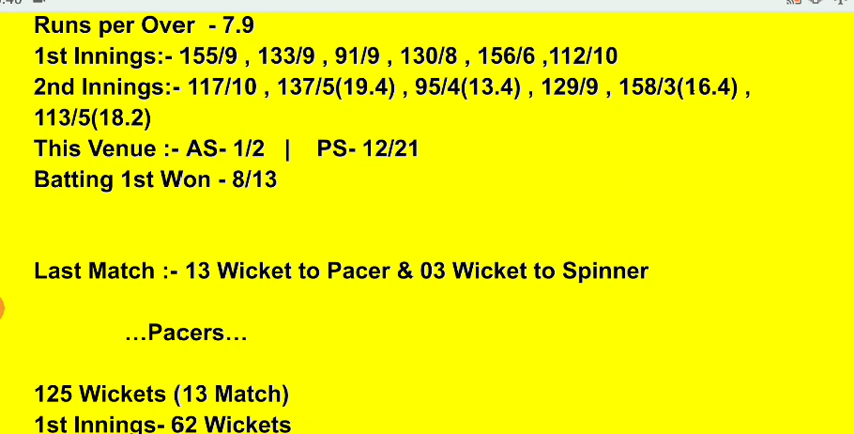 Runs per Over - 7.9
1st Innings:- 155/9 , 133/9 , 91/9 , 130/8 , 156/6 ,112/10
2nd Innings:- 117/10 , 137/5(19.4) , 95/4(13.4) , 129/9 , 158/3(16.4) ,
113/5(18.2)
This Venue :- AS- 1/2 | PS- 12/21
Batting 1st Won - 8/13
Last Match :- 13 Wicket to Pacer & 03 Wicket to Spinner
...Pacers...
125 Wickets (13 Match)
1st Innings- 62 Wickets